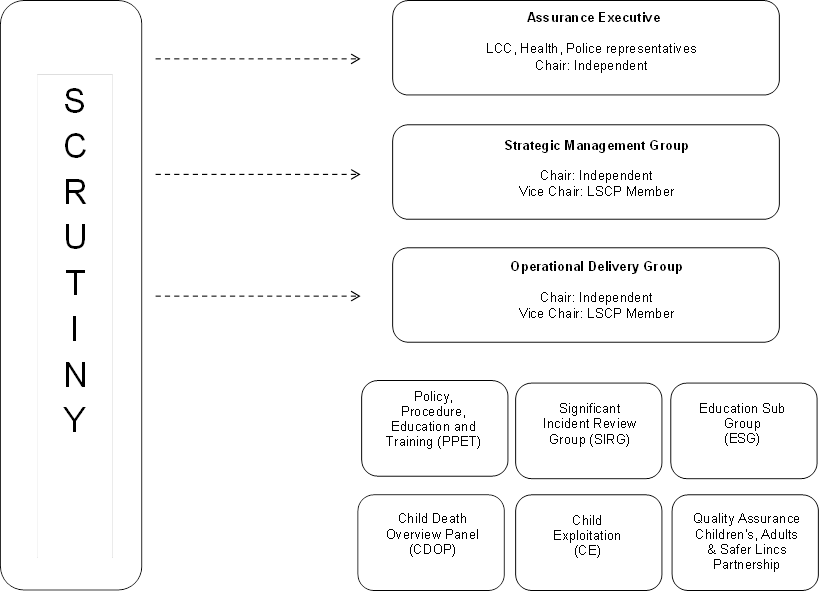 S
C
R
U
T
I
N
Y
Assurance Executive
LCC, Health, Police representatives
Chair: Independent
Strategic Management Group
Chair: Independent
Vice Chair: LSCP Member
Operational Delivery Group
Chair: Independent
Vice Chair: LSCP Member
Policy,
Procedure,
Education and
Training (PPET)
Significant
Incident Review
Group (SIRG)
Education Sub
Group
(ESG)
Child Death
Overview Panel
(CDOP)
Child
Exploitation
(CE)
Quality Assurance
Children's, Adults
& Safer Lincs
Partnership